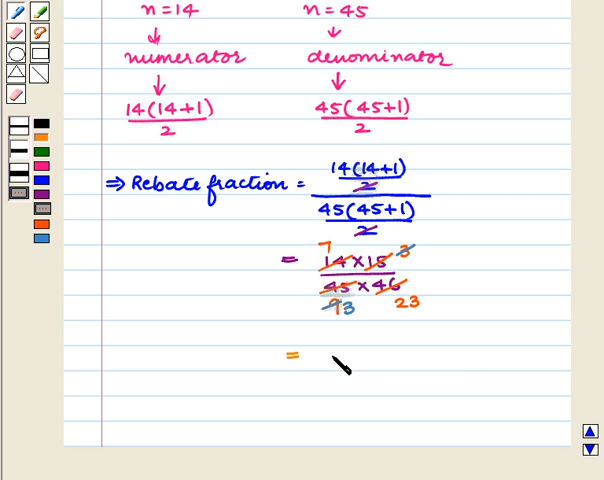 n = 14 n = 45
↓ ↓
numerator denominator
↓ ↓
14(14+1)/2 45(45+1)/2
⇒ Rebate fraction = (14(14+1)/2)/(45(45+1)/2)
7 3
= (14 × 15)/(45 × 46)
9 3 23
=